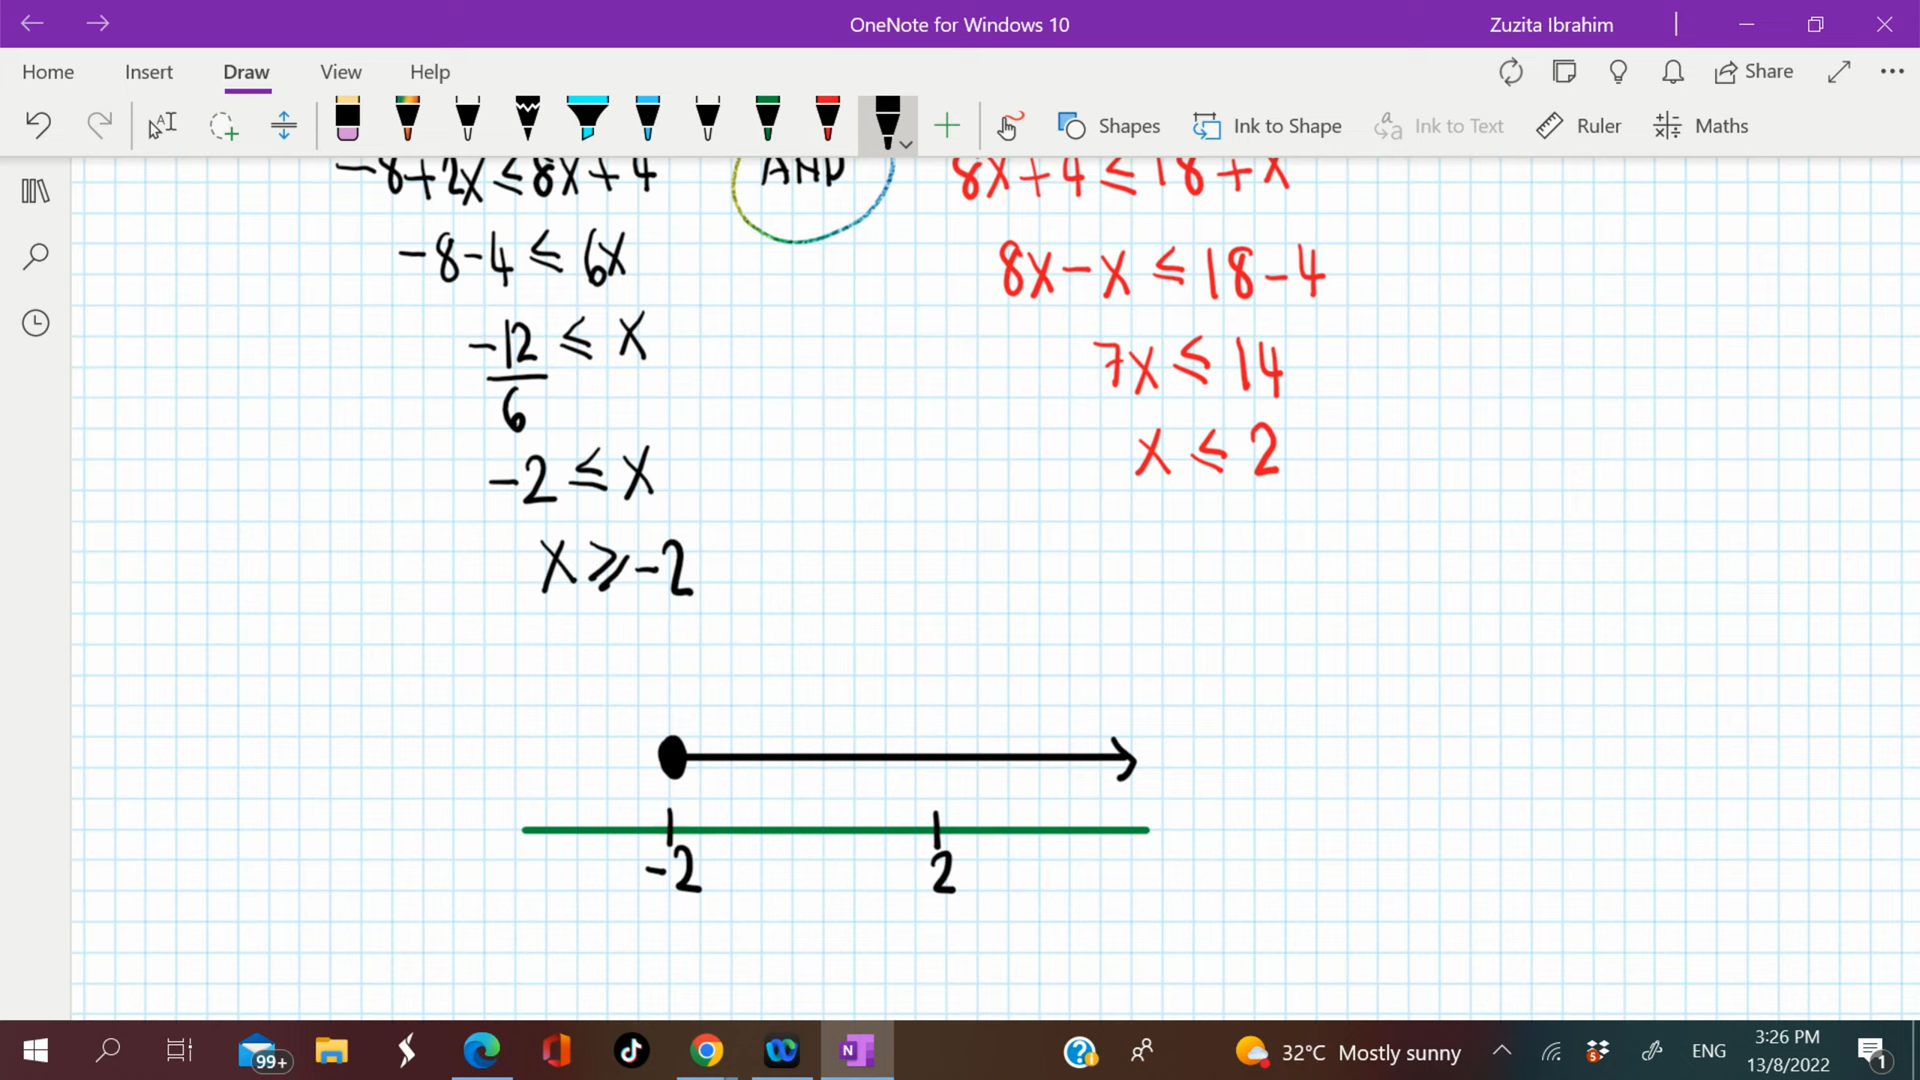 OneNote for Windows 10
Zuzita Ibrahim
Home Insert Draw View Help
Share
Shapes Ink to Shape Ink to Text Ruler Maths
-8+2x ≤ 8x+4
AND
8x+4 ≤ 18+x
-8-4 ≤ 6x
8x-x ≤ 18-4
-12/6 ≤ x
7x ≤ 14
x ≤ 2
-2 ≤ x
x ⩾ -2
-2 2
99+
32°C Mostly sunny
5
ENG
3:26 PM
13/8/2022
1